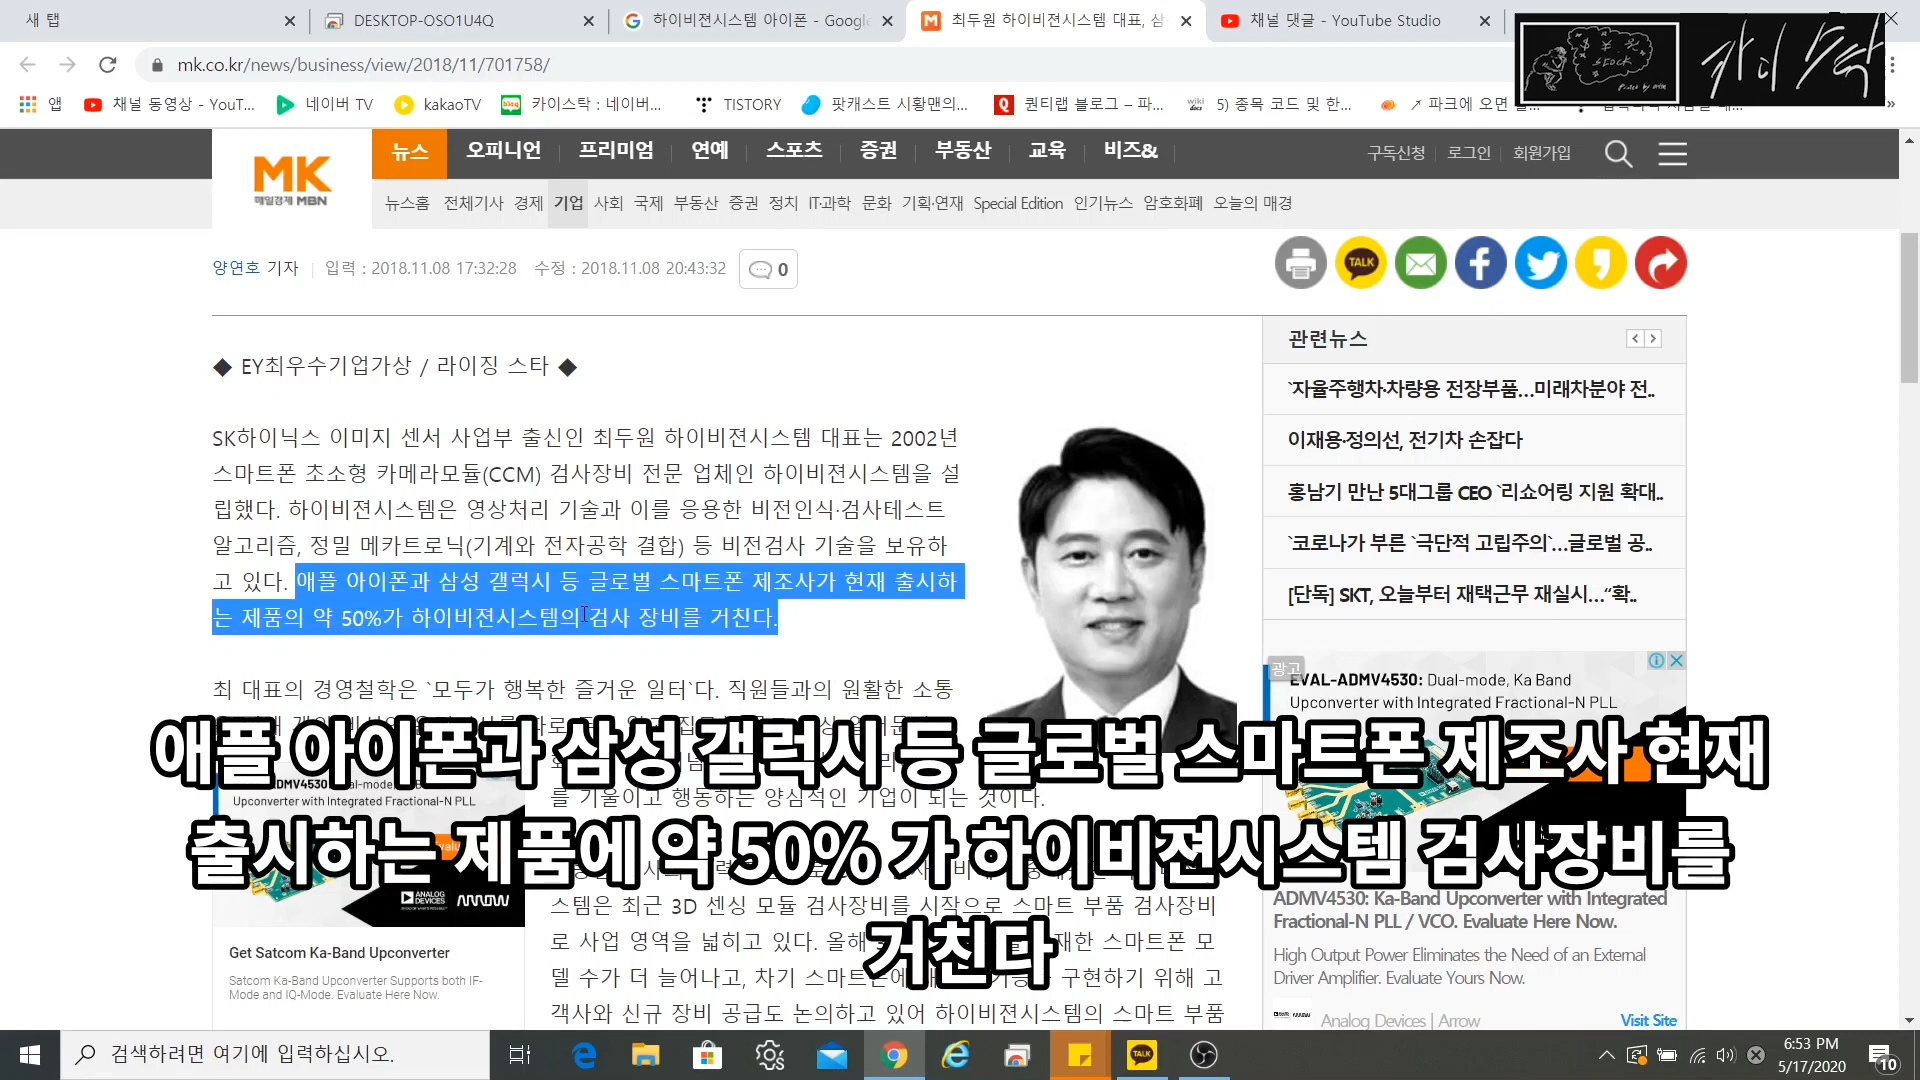 새 탭
DESKTOP-OSO1U4Q
하이비젼시스템 아이폰 - Google
최두원 하이비젼시스템 대표, 삼
채널 댓글 - YouTube Studio
STOCK
카이스탁
mk.co.kr/news/business/view/2018/11/701758/
앱
채널 동영상 - YouT...
네이버 TV
kakaoTV
카이스탁 : 네이버...
TISTORY
팟캐스트 시황맨의...
퀀티랩 블로그 – 파...
5) 종목 코드 및 한...
↗ 파크에 오면
MK
매일경제 MBN
뉴스
오피니언
프리미엄
연예
스포츠
증권
부동산
교육
비즈&
구독신청
로그인
회원가입
뉴스홈 전체기사 경제 기업 사회 국제 부동산 증권 정치 IT·과학 문화 기획·연재 Special Edition 인기뉴스 암호화폐 오늘의 매경
양연호 기자
입력 : 2018.11.08 17:32:28 수정 : 2018.11.08 20:43:32
0
TALK
◆ EY최우수기업가상 / 라이징 스타 ◆
SK하이닉스 이미지 센서 사업부 출신인 최두원 하이비젼시스템 대표는 2002년
스마트폰 초소형 카메라모듈(CCM) 검사장비 전문 업체인 하이비젼시스템을 설
립했다. 하이비젼시스템은 영상처리 기술과 이를 응용한 비전인식·검사테스트
알고리즘, 정밀 메카트로닉(기계와 전자공학 결합) 등 비전검사 기술을 보유하
고 있다. 애플 아이폰과 삼성 갤럭시 등 글로벌 스마트폰 제조사가 현재 출시하
는 제품의 약 50%가 하이비젼시스템의 검사 장비를 거친다.
최 대표의 경영철학은 `모두가 행복한 즐거운 일터`다. 직원들과의 원활한 소통
를 기울이고 행동하는 양심적인 기업이 되는 것이다.
스템은 최근 3D 센싱 모듈 검사장비를 시작으로 스마트 부품 검사장비
로 사업 영역을 넓히고 있다. 올해 재한 스마트폰 모
델 수가 더 늘어나고, 차기 스마트폰에 구현하기 위해 고
객사와 신규 장비 공급도 논의하고 있어 하이비젼시스템의 스마트 부품
관련뉴스
`자율주행차·차량용 전장부품…미래차분야 전..
이재용·정의선, 전기차 손잡다
홍남기 만난 5대그룹 CEO `리쇼어링 지원 확대..
`코로나가 부른 `극단적 고립주의`…글로벌 공..
[단독] SKT, 오늘부터 재택근무 재실시…“확..
광고
EVAL-ADMV4530: Dual-mode, Ka Band
Upconverter with Integrated Fractional-N PLL
ADMV4530: Ka-Band Upconverter with Integrated
Fractional-N PLL / VCO. Evaluate Here Now.
High Output Power Eliminates the Need of an External
Driver Amplifier. Evaluate Yours Now.
Analog Devices | Arrow
Visit Site
Upconverter with Integrated Fractional-N PLL
ANALOG DEVICES
ARROW
Get Satcom Ka-Band Upconverter
Satcom Ka-Band Upconverter Supports both IF-
Mode and IQ-Mode. Evaluate Here Now.
애플 아이폰과 삼성 갤럭시 등 글로벌 스마트폰 제조사 현재
출시하는 제품에 약 50% 가 하이비젼시스템 검사장비를
거친다
검색하려면 여기에 입력하십시오.
TALK
6:53 PM
5/17/2020
10